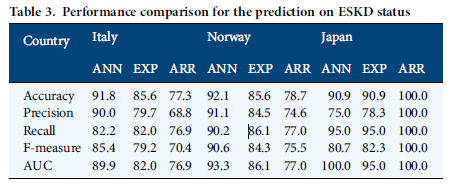 Table 3. Performance comparison for the prediction on ESKD status
Country Italy Norway Japan
ANN EXP ARR ANN EXP ARR ANN EXP ARR
Accuracy 91.8 85.6 77.3 92.1 85.6 78.7 90.9 90.9 100.0
Precision 90.0 79.7 68.8 91.1 84.5 74.6 75.0 78.3 100.0
Recall 82.2 82.0 76.9 90.2 86.1 77.0 95.0 95.0 100.0
F-measure 85.4 79.2 70.4 90.6 84.3 75.5 80.7 82.3 100.0
AUC 89.9 82.0 76.9 93.3 86.1 77.0 100.0 95.0 100.0